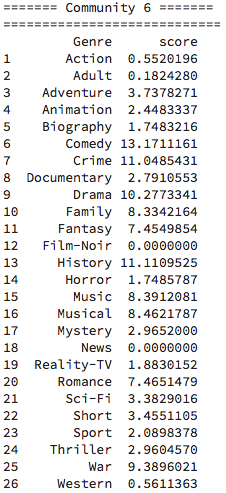 ======= Community 6 =======
============================
Genre score
1 Action 0.5520196
2 Adult 0.1824280
3 Adventure 3.7378271
4 Animation 2.4483337
5 Biography 1.7483216
6 Comedy 13.1711161
7 Crime 11.0485431
8 Documentary 2.7910553
9 Drama 10.2773341
10 Family 8.3342164
11 Fantasy 7.4549854
12 Film-Noir 0.0000000
13 History 11.1109525
14 Horror 1.7485787
15 Music 8.3912081
16 Musical 8.4621787
17 Mystery 2.9652000
18 News 0.0000000
19 Reality-TV 1.8830152
20 Romance 7.4651479
21 Sci-Fi 3.3829016
22 Short 3.4551105
23 Sport 2.0898378
24 Thriller 2.9604570
25 War 9.3896021
26 Western 0.5611363